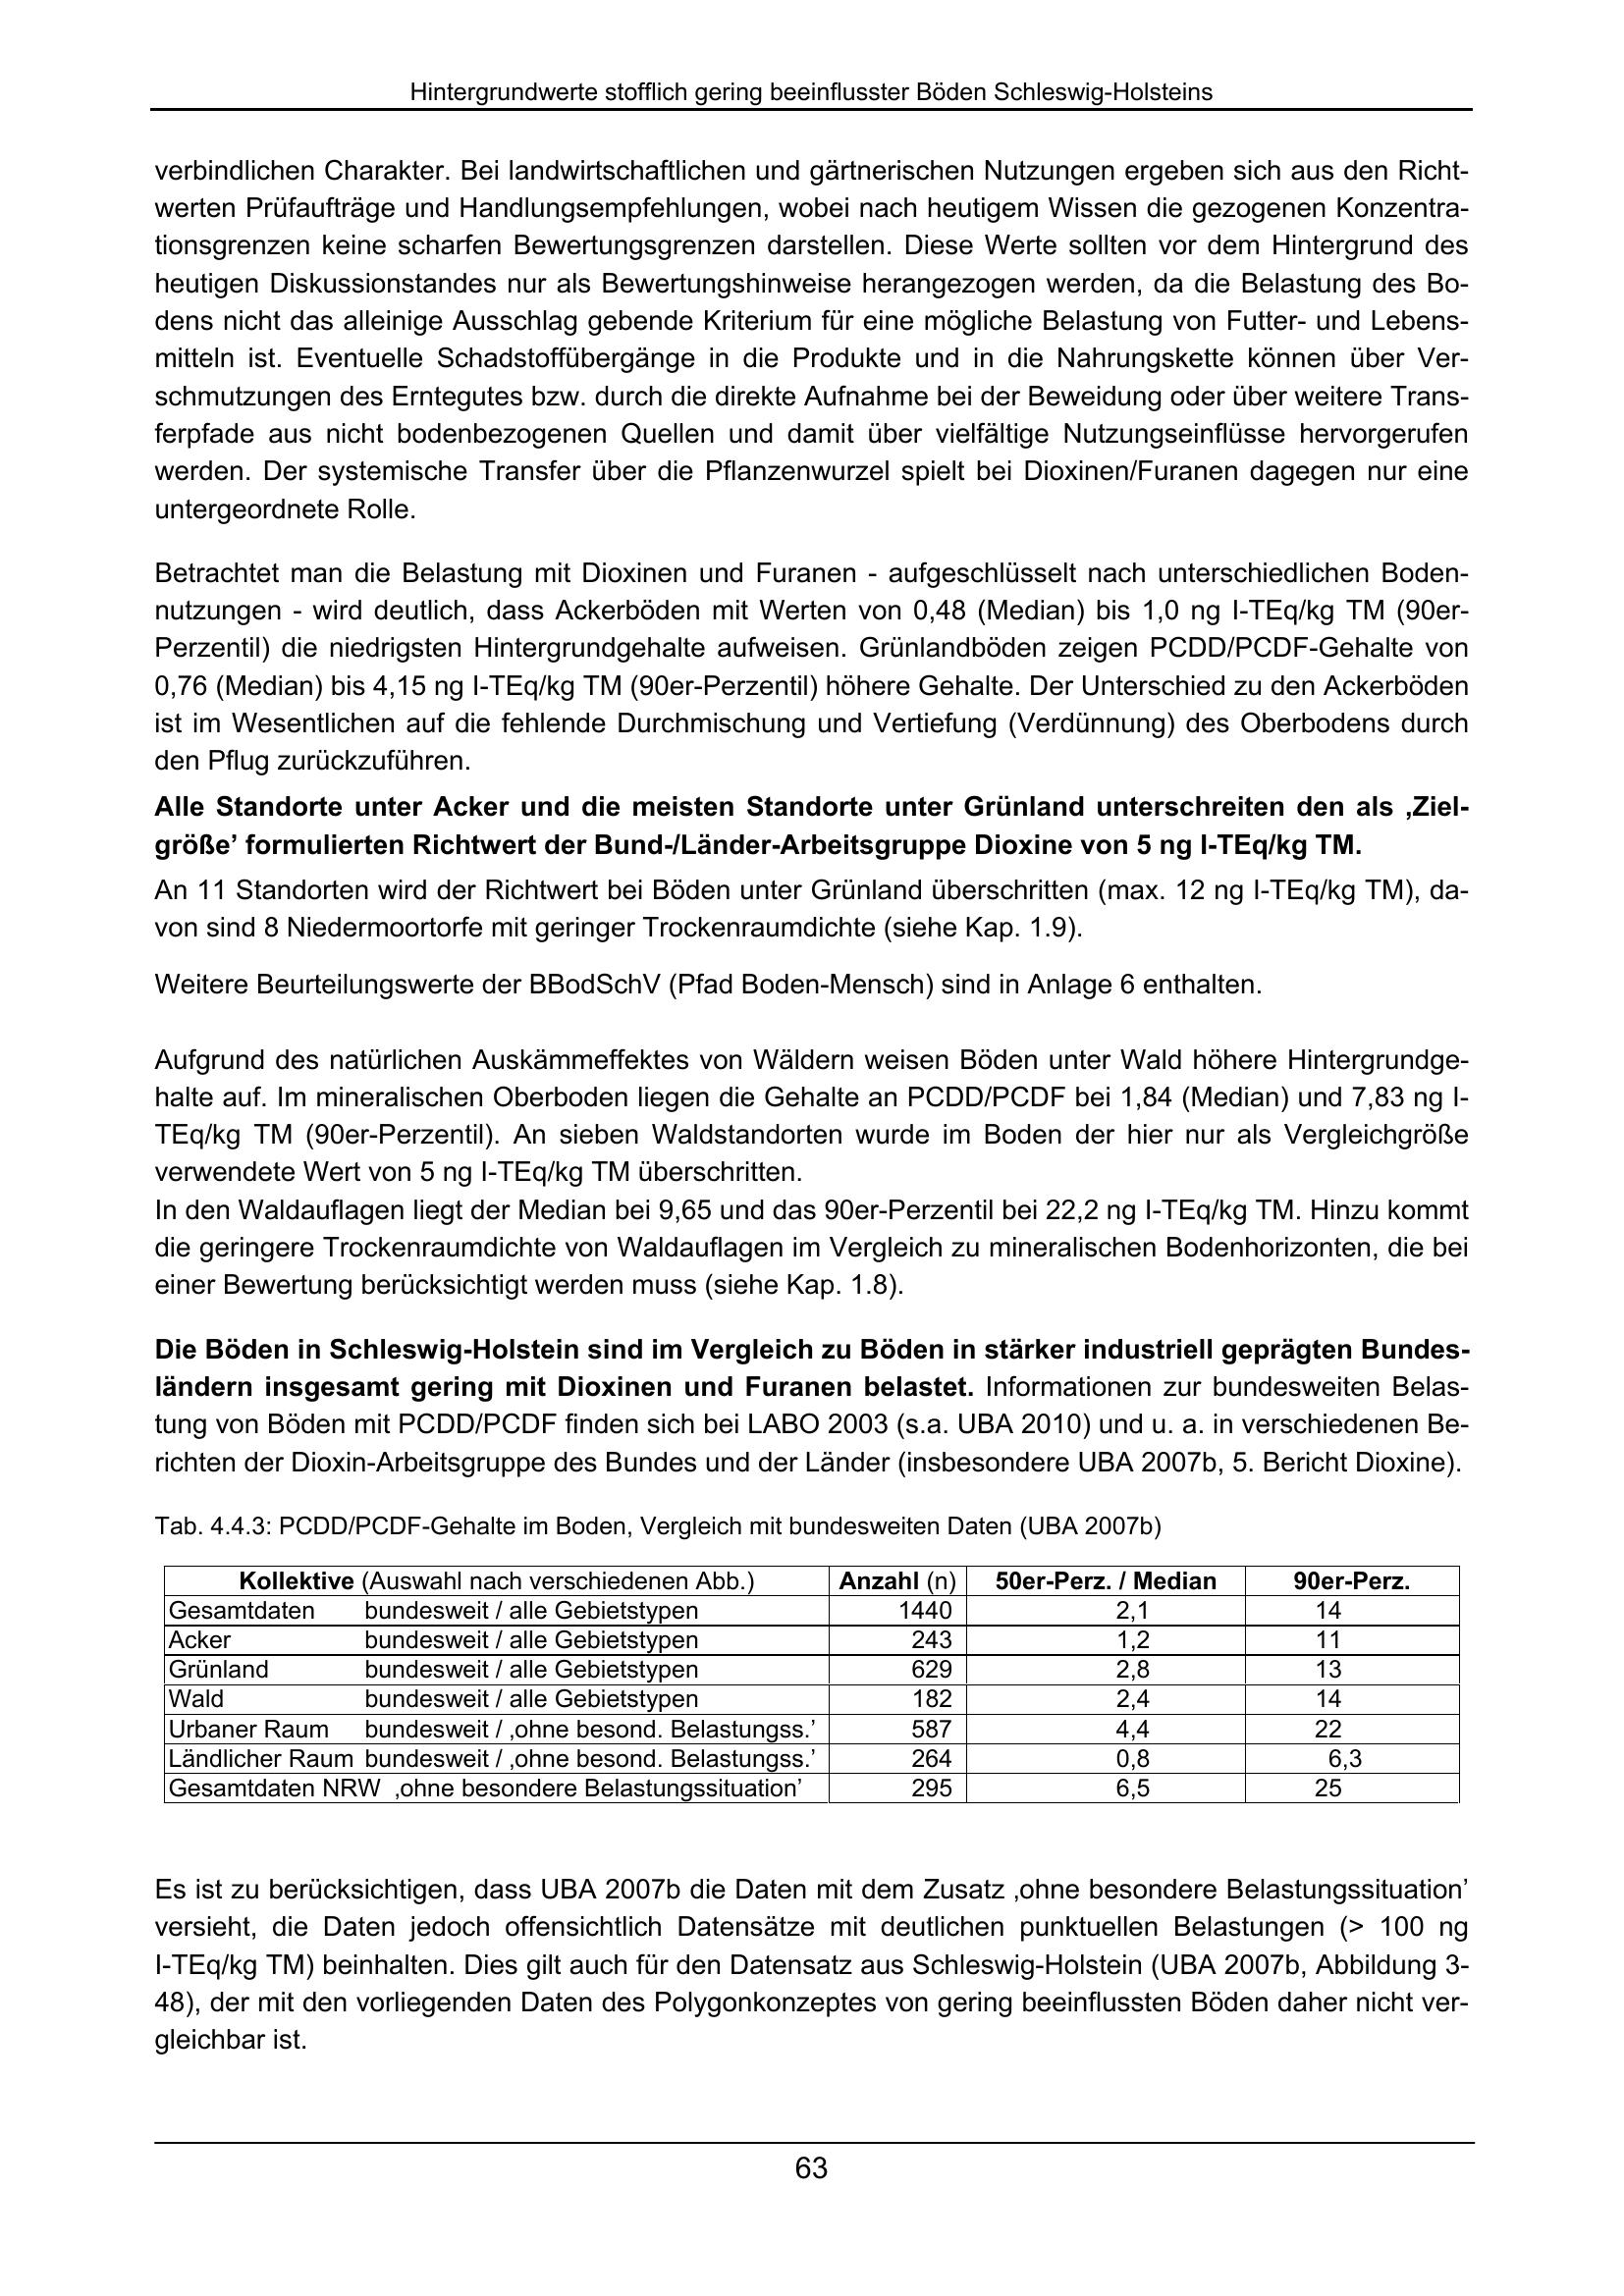 Hintergrundwerte stofflich gering beeinflusster Böden Schleswig-Holsteins
verbindlichen Charakter. Bei landwirtschaftlichen und gärtnerischen Nutzungen ergeben sich aus den Richt-
werten Prüfaufträge und Handlungsempfehlungen, wobei nach heutigem Wissen die gezogenen Konzentra-
tionsgrenzen keine scharfen Bewertungsgrenzen darstellen. Diese Werte sollten vor dem Hintergrund des
heutigen Diskussionstandes nur als Bewertungshinweise herangezogen werden, da die Belastung des Bo-
dens nicht das alleinige Ausschlag gebende Kriterium für eine mögliche Belastung von Futter- und Lebens-
mitteln ist. Eventuelle Schadstoffübergänge in die Produkte und in die Nahrungskette können über Ver-
schmutzungen des Erntegutes bzw. durch die direkte Aufnahme bei der Beweidung oder über weitere Trans-
ferpfade aus nicht bodenbezogenen Quellen und damit über vielfältige Nutzungseinflüsse hervorgerufen
werden. Der systemische Transfer über die Pflanzenwurzel spielt bei Dioxinen/Furanen dagegen nur eine
untergeordnete Rolle.
Betrachtet man die Belastung mit Dioxinen und Furanen - aufgeschlüsselt nach unterschiedlichen Boden-
nutzungen - wird deutlich, dass Ackerböden mit Werten von 0,48 (Median) bis 1,0 ng I-TEq/kg TM (90er-
Perzentil) die niedrigsten Hintergrundgehalte aufweisen. Grünlandböden zeigen PCDD/PCDF-Gehalte von
0,76 (Median) bis 4,15 ng I-TEq/kg TM (90er-Perzentil) höhere Gehalte. Der Unterschied zu den Ackerböden
ist im Wesentlichen auf die fehlende Durchmischung und Vertiefung (Verdünnung) des Oberbodens durch
den Pflug zurückzuführen.
Alle Standorte unter Acker und die meisten Standorte unter Grünland unterschreiten den als ‚Ziel-
größe’ formulierten Richtwert der Bund-/Länder-Arbeitsgruppe Dioxine von 5 ng I-TEq/kg TM.
An 11 Standorten wird der Richtwert bei Böden unter Grünland überschritten (max. 12 ng I-TEq/kg TM), da-
von sind 8 Niedermoortorfe mit geringer Trockenraumdichte (siehe Kap. 1.9).
Weitere Beurteilungswerte der BBodSchV (Pfad Boden-Mensch) sind in Anlage 6 enthalten.
Aufgrund des natürlichen Auskämmeffektes von Wäldern weisen Böden unter Wald höhere Hintergrundge-
halte auf. Im mineralischen Oberboden liegen die Gehalte an PCDD/PCDF bei 1,84 (Median) und 7,83 ng I-
TEq/kg TM (90er-Perzentil). An sieben Waldstandorten wurde im Boden der hier nur als Vergleichgröße
verwendete Wert von 5 ng I-TEq/kg TM überschritten.
In den Waldauflagen liegt der Median bei 9,65 und das 90er-Perzentil bei 22,2 ng I-TEq/kg TM. Hinzu kommt
die geringere Trockenraumdichte von Waldauflagen im Vergleich zu mineralischen Bodenhorizonten, die bei
einer Bewertung berücksichtigt werden muss (siehe Kap. 1.8).
Die Böden in Schleswig-Holstein sind im Vergleich zu Böden in stärker industriell geprägten Bundes-
ländern insgesamt gering mit Dioxinen und Furanen belastet. Informationen zur bundesweiten Belas-
tung von Böden mit PCDD/PCDF finden sich bei LABO 2003 (s.a. UBA 2010) und u. a. in verschiedenen Be-
richten der Dioxin-Arbeitsgruppe des Bundes und der Länder (insbesondere UBA 2007b, 5. Bericht Dioxine).
Tab. 4.4.3: PCDD/PCDF-Gehalte im Boden, Vergleich mit bundesweiten Daten (UBA 2007b)
Kollektive (Auswahl nach verschiedenen Abb.) Anzahl (n) 50er-Perz. / Median 90er-Perz.
Gesamtdaten bundesweit / alle Gebietstypen 1440 2,1 14
Acker bundesweit / alle Gebietstypen 243 1,2 11
Grünland bundesweit / alle Gebietstypen 629 2,8 13
Wald bundesweit / alle Gebietstypen 182 2,4 14
Urbaner Raum bundesweit / ‚ohne besond. Belastungss.’ 587 4,4 22
Ländlicher Raum bundesweit / ‚ohne besond. Belastungss.’ 264 0,8 6,3
Gesamtdaten NRW ‚ohne besondere Belastungssituation’ 295 6,5 25
Es ist zu berücksichtigen, dass UBA 2007b die Daten mit dem Zusatz ‚ohne besondere Belastungssituation’
versieht, die Daten jedoch offensichtlich Datensätze mit deutlichen punktuellen Belastungen (> 100 ng
I-TEq/kg TM) beinhalten. Dies gilt auch für den Datensatz aus Schleswig-Holstein (UBA 2007b, Abbildung 3-
48), der mit den vorliegenden Daten des Polygonkonzeptes von gering beeinflussten Böden daher nicht ver-
gleichbar ist.
63